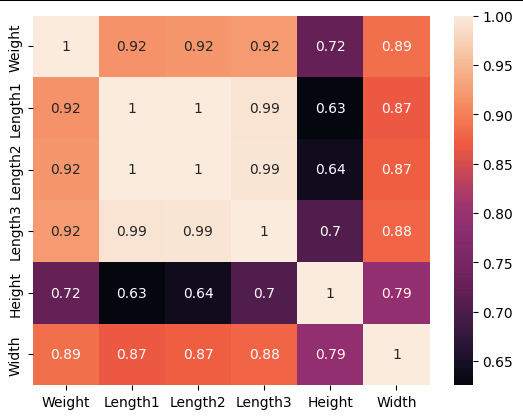 Weight 1 0.92 0.92 0.92 0.72 0.89
Length1 0.92 1 1 0.99 0.63 0.87
Length2 0.92 1 1 0.99 0.64 0.87
Length3 0.92 0.99 0.99 1 0.7 0.88
Height 0.72 0.63 0.64 0.7 1 0.79
Width 0.89 0.87 0.87 0.88 0.79 1
Weight Length1 Length2 Length3 Height Width
1.00
0.95
0.90
0.85
0.80
0.75
0.70
0.65